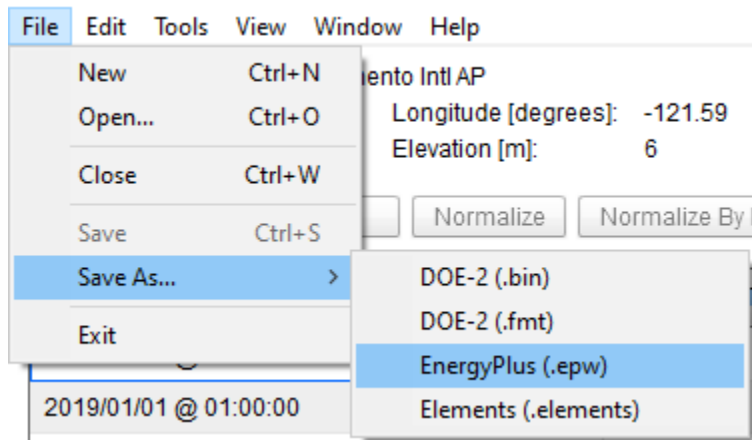 File Edit Tools View Window Help
New Ctrl+N
Open... Ctrl+O
Close Ctrl+W
Save Ctrl+S
Save As... >
Exit
Intl AP
Longitude [degrees]: -121.59
Elevation [m]: 6
Normalize Normalize By
DOE-2 (.bin)
DOE-2 (.fmt)
EnergyPlus (.epw)
Elements (.elements)
2019/01/01 @ 01:00:00